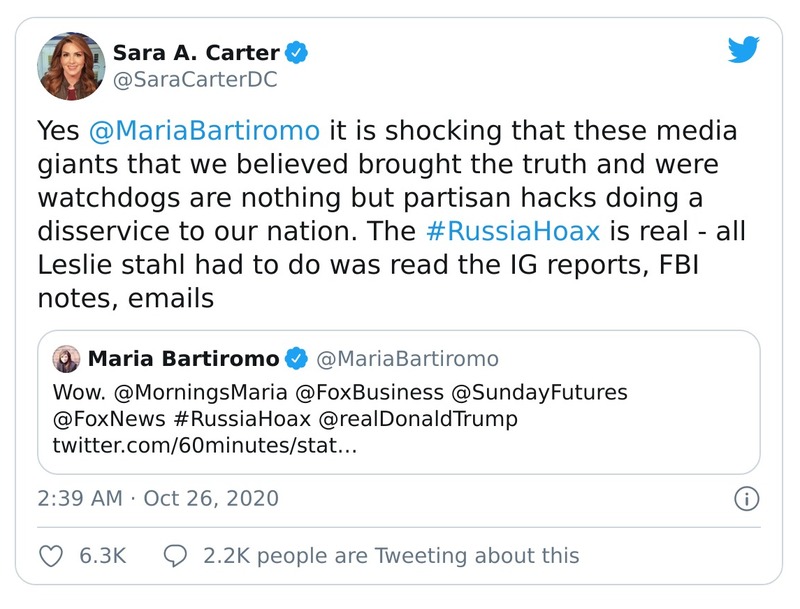 Sara A. Carter
@SaraCarterDC
Yes @MariaBartiromo it is shocking that these media
giants that we believed brought the truth and were
watchdogs are nothing but partisan hacks doing a
disservice to our nation. The #RussiaHoax is real - all
Leslie stahl had to do was read the IG reports, FBI
notes, emails
Maria Bartiromo @MariaBartiromo
Wow. @MorningsMaria @FoxBusiness @SundayFutures
@FoxNews #RussiaHoax @realDonaldTrump
twitter.com/60minutes/stat…
2:39 AM · Oct 26, 2020
6.3K 2.2K people are Tweeting about this